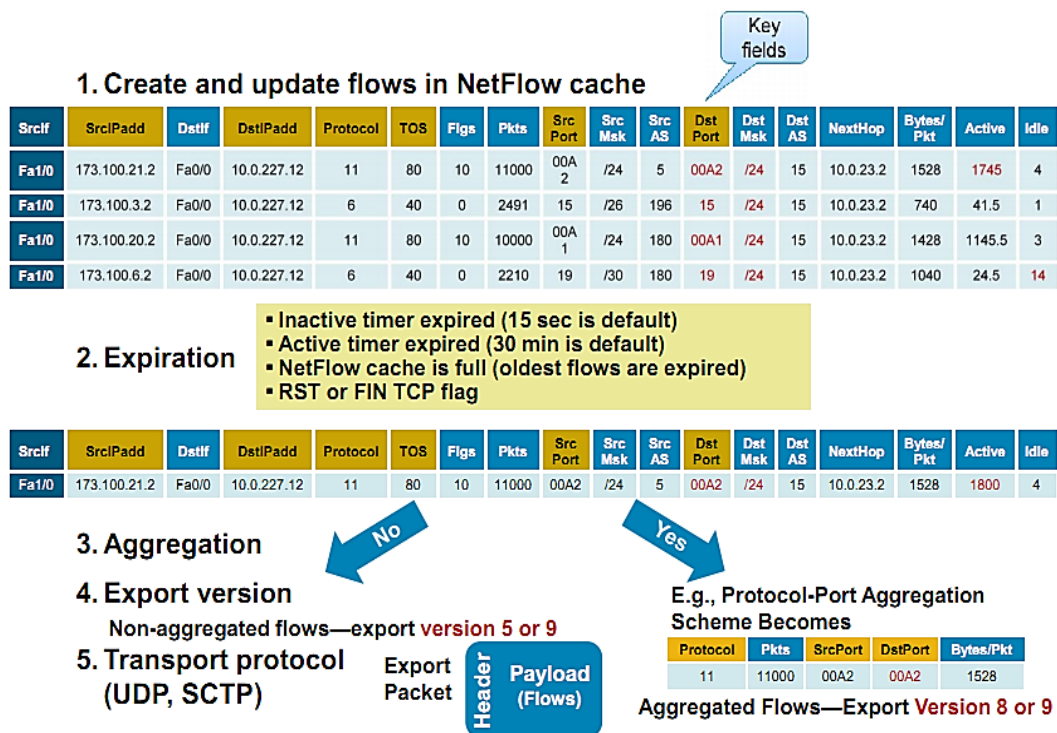 Key fields
1. Create and update flows in NetFlow cache
SrcIf SrcIPadd DstIf DstIPadd Protocol TOS Flgs Pkts Src Port Src Msk Src AS Dst Port Dst Msk Dst AS NextHop Bytes/ Pkt Active Idle
Fa1/0 173.100.21.2 Fa0/0 10.0.227.12 11 80 10 11000 00A 2 /24 5 00A2 /24 15 10.0.23.2 1528 1745 4
Fa1/0 173.100.3.2 Fa0/0 10.0.227.12 6 40 0 2491 15 /26 196 15 /24 15 10.0.23.2 740 41.5 1
Fa1/0 173.100.20.2 Fa0/0 10.0.227.12 11 80 10 10000 00A 1 /24 180 00A1 /24 15 10.0.23.2 1428 1145.5 3
Fa1/0 173.100.6.2 Fa0/0 10.0.227.12 6 40 0 2210 19 /30 180 19 /24 15 10.0.23.2 1040 24.5 14
2. Expiration
▪ Inactive timer expired (15 sec is default)
▪ Active timer expired (30 min is default)
▪ NetFlow cache is full (oldest flows are expired)
▪ RST or FIN TCP flag
SrcIf SrcIPadd DstIf DstIPadd Protocol TOS Flgs Pkts Src Port Src Msk Src AS Dst Port Dst Msk Dst AS NextHop Bytes/ Pkt Active Idle
Fa1/0 173.100.21.2 Fa0/0 10.0.227.12 11 80 10 11000 00A2 /24 5 00A2 /24 15 10.0.23.2 1528 1800 4
No
Yes
3. Aggregation
4. Export version
Non-aggregated flows—export version 5 or 9
5. Transport protocol
(UDP, SCTP)
Export
Packet
Header
Payload
(Flows)
E.g., Protocol-Port Aggregation
Scheme Becomes
Protocol Pkts SrcPort DstPort Bytes/Pkt
11 11000 00A2 00A2 1528
Aggregated Flows—Export Version 8 or 9